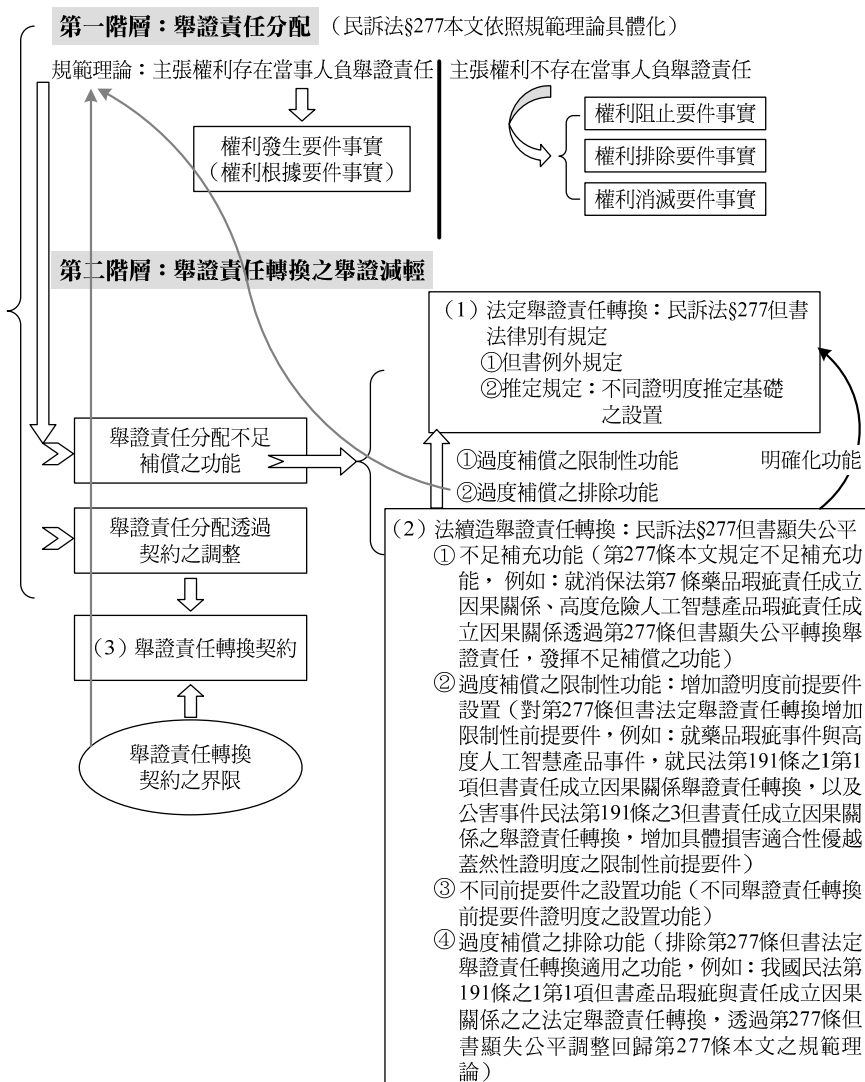 第一階層：舉證責任分配（民訴法§277本文依照規範理論具體化）
規範理論：主張權利存在當事人負舉證責任
主張權利不存在當事人負舉證責任
權利發生要件事實
（權利根據要件事實）
權利阻止要件事實
權利排除要件事實
權利消滅要件事實
第二階層：舉證責任轉換之舉證減輕
（1）法定舉證責任轉換：民訴法§277但書
法律別有規定
①但書例外規定
②推定規定：不同證明度推定基礎
之設置
舉證責任分配不足
補償之功能
①過度補償之限制性功能
②過度補償之排除功能
明確化功能
舉證責任分配透過
契約之調整
（3）舉證責任轉換契約
舉證責任轉換
契約之界限
（2）法續造舉證責任轉換：民訴法§277但書顯失公平
①不足補充功能（第277條本文規定不足補充功
能，例如：就消保法第7條藥品瑕疵責任成立
因果關係、高度危險人工智慧產品瑕疵責任成
立因果關係透過第277條但書顯失公平轉換舉
證責任，發揮不足補償之功能）
②過度補償之限制性功能：增加證明度前提要件
設置（對第277條但書法定舉證責任轉換增加
限制性前提要件，例如：就藥品瑕疵事件與高
度人工智慧產品事件，就民法第191條之1第1
項但書責任成立因果關係舉證責任轉換，以及
公害事件民法第191條之3但書責任成立因果關
係之舉證責任轉換，增加具體損害適合性優越
蓋然性證明度之限制性前提要件）
③不同前提要件之設置功能（不同舉證責任轉換
前提要件證明度之設置功能）
④過度補償之排除功能（排除第277條但書法定
舉證責任轉換適用之功能，例如：我國民法第
191條之1第1項但書產品瑕疵與責任成立因果
關係之之法定舉證責任轉換，透過第277條但
書顯失公平調整回歸第277條本文之規範理
論）